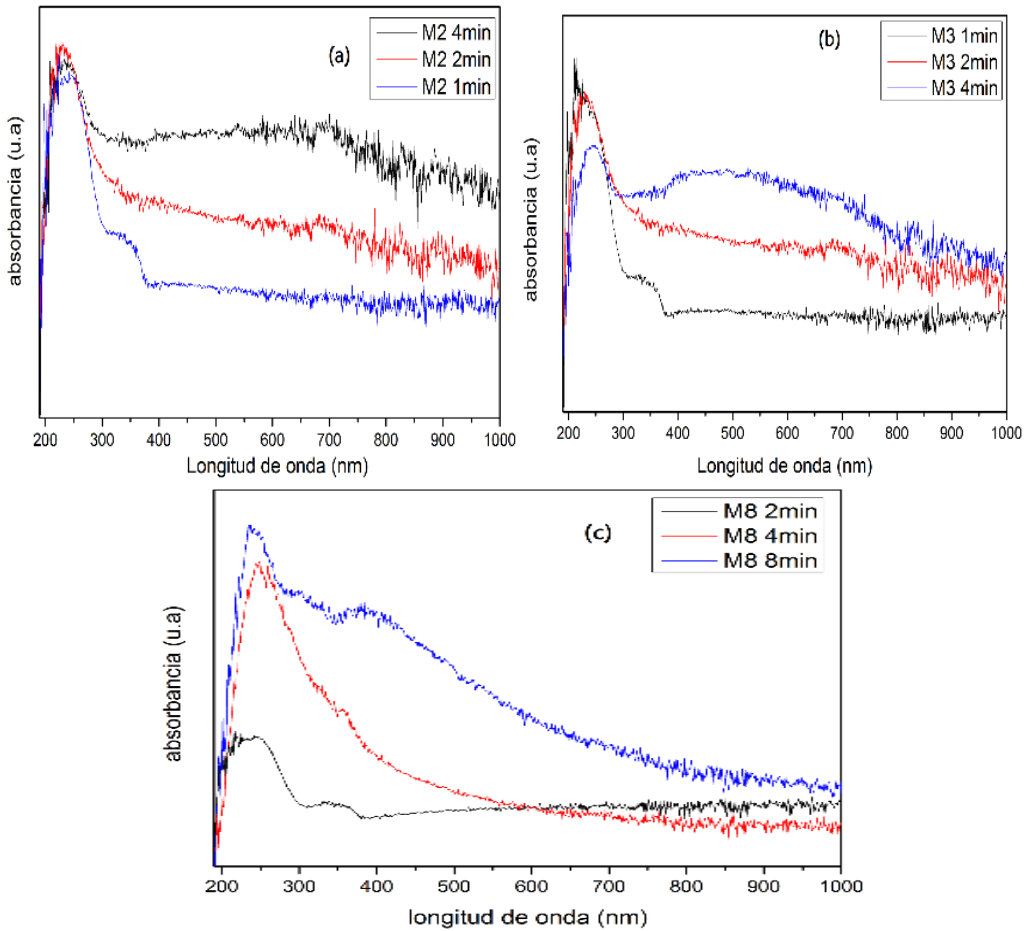 (a)
M2 4min
M2 2min
M2 1min
absorbancia (u.a)
200 300 400 500 600 700 800 900 1000
Longitud de onda (nm)
(b)
M3 1min
M3 2min
M3 4min
absorbancia (u.a)
200 300 400 500 600 700 800 900 1000
Longitud de onda (nm)
(c)
M8 2min
M8 4min
M8 8min
absorbancia (u.a)
200 300 400 500 600 700 800 900 1000
longitud de onda (nm)